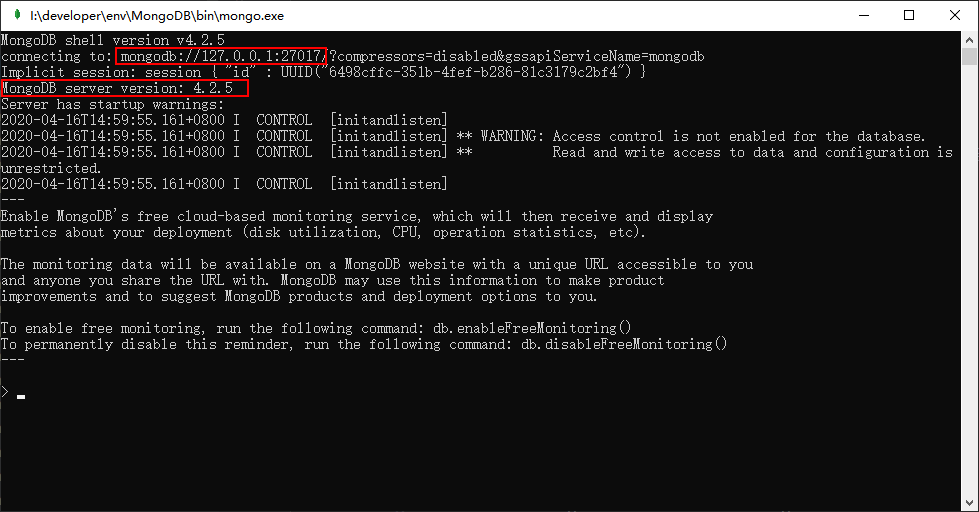 I:\developer\env\MongoDB\bin\mongo.exe
MongoDB shell version v4.2.5
connecting to: mongodb://127.0.0.1:27017/?compressors=disabled&gssapiServiceName=mongodb
Implicit session: session { "id" : UUID("6498cffc-351b-4fef-b286-81c3179c2bf4") }
MongoDB server version: 4.2.5
Server has startup warnings:
2020-04-16T14:59:55.161+0800 I  CONTROL  [initandlisten]
2020-04-16T14:59:55.161+0800 I  CONTROL  [initandlisten] ** WARNING: Access control is not enabled for the database.
2020-04-16T14:59:55.161+0800 I  CONTROL  [initandlisten] **          Read and write access to data and configuration is
unrestricted.
2020-04-16T14:59:55.161+0800 I  CONTROL  [initandlisten]
---
Enable MongoDB's free cloud-based monitoring service, which will then receive and display
metrics about your deployment (disk utilization, CPU, operation statistics, etc).
The monitoring data will be available on a MongoDB website with a unique URL accessible to you
and anyone you share the URL with. MongoDB may use this information to make product
improvements and to suggest MongoDB products and deployment options to you.
To enable free monitoring, run the following command: db.enableFreeMonitoring()
To permanently disable this reminder, run the following command: db.disableFreeMonitoring()
---
>